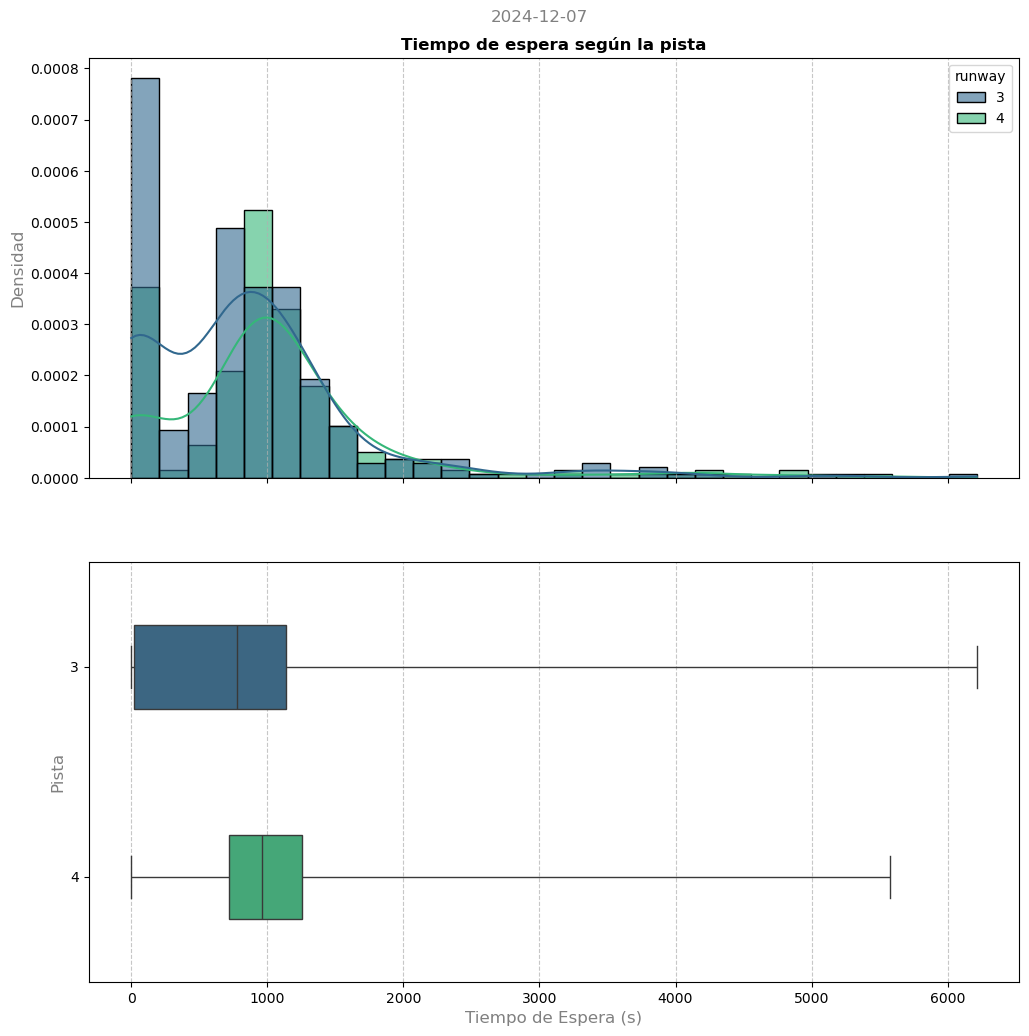 2024-12-07
Tiempo de espera según la pista
0.0008
0.0007
0.0006
0.0005
0.0004
0.0003
0.0002
0.0001
0.0000
Densidad
runway
3
4
3
4
Pista
0 1000 2000 3000 4000 5000 6000
Tiempo de Espera (s)